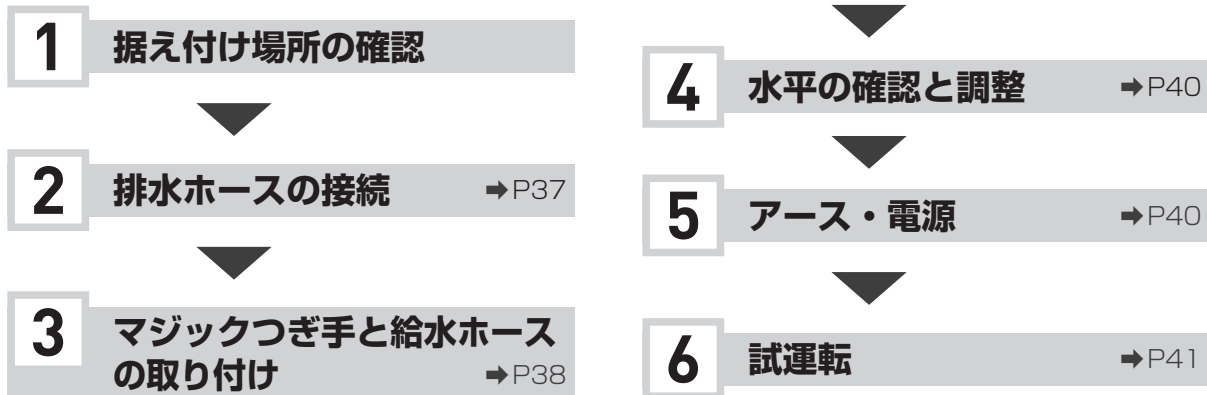 1 据え付け場所の確認
2 排水ホースの接続 ➡P37
3 マジックつぎ手と給水ホース
の取り付け ➡P38
4 水平の確認と調整 ➡P40
5 アース・電源 ➡P40
6 試運転 ➡P41